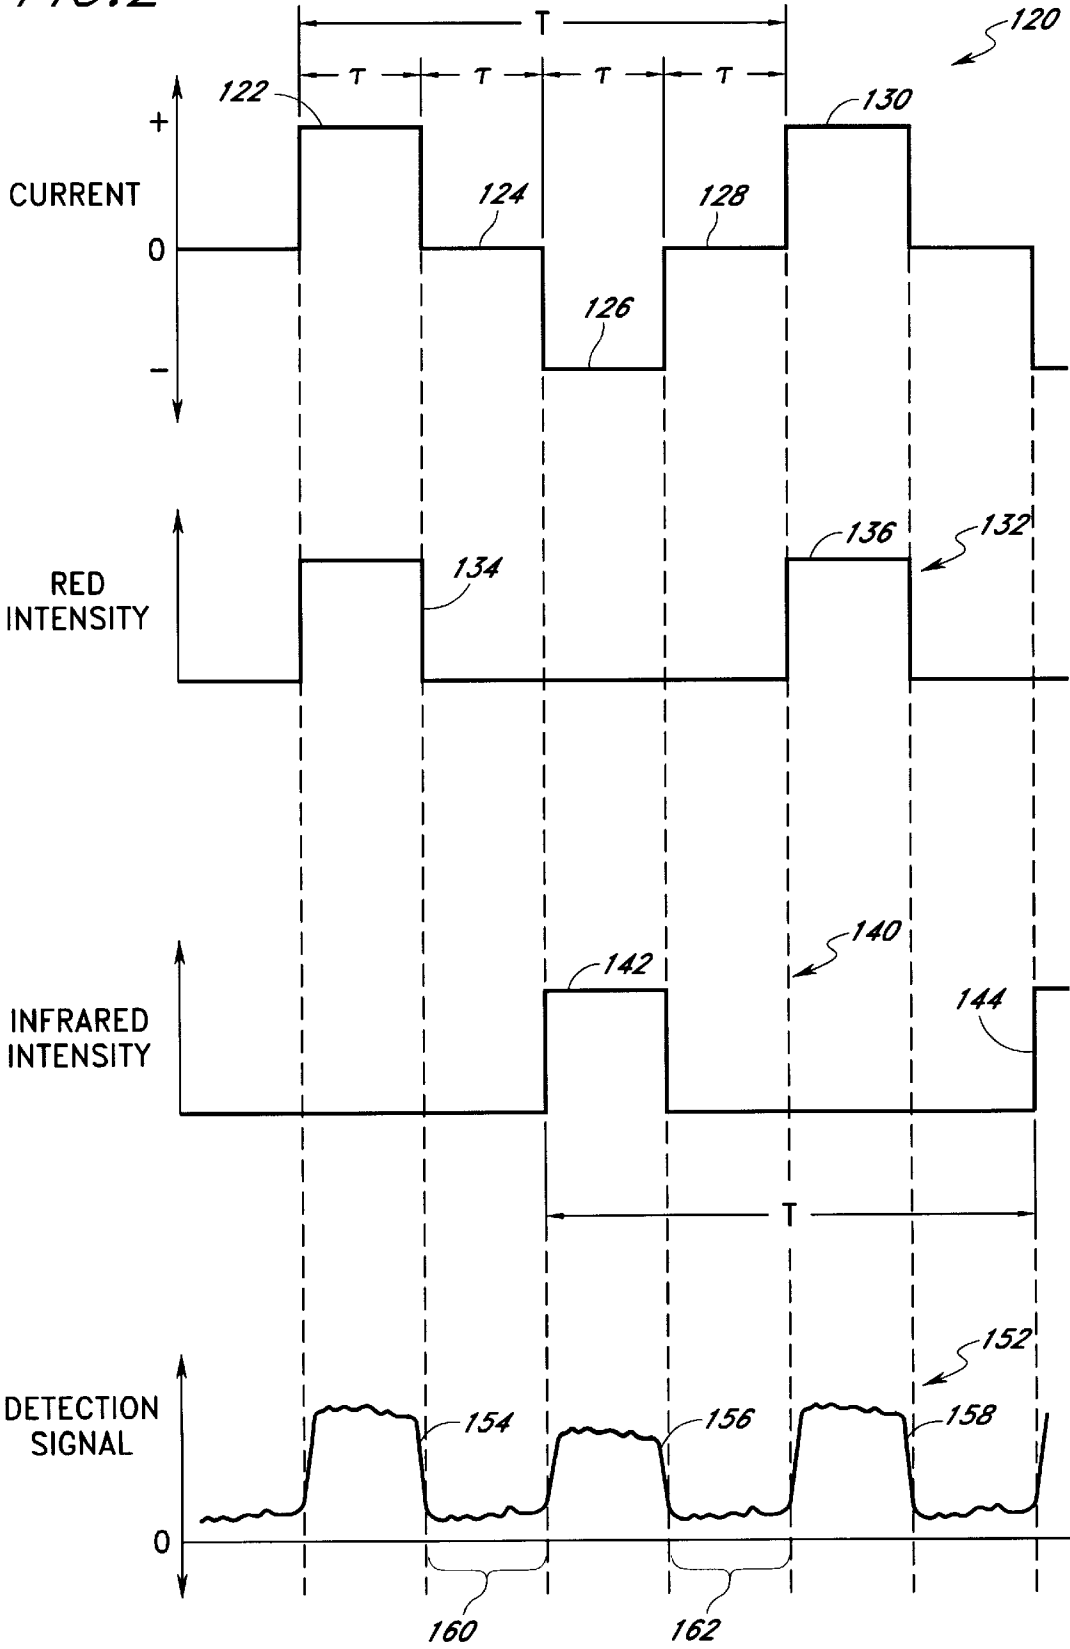 FIG.2
T
120
τ τ τ τ
122
130
+
CURRENT
124
128
0
126
−
136
132
RED
INTENSITY
134
140
142
INFRARED
INTENSITY
144
T
152
DETECTION
SIGNAL
154
156
158
0
160
162